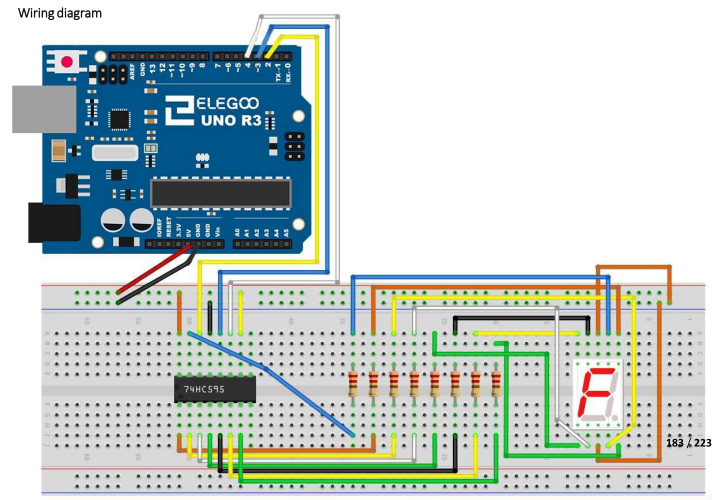 Wiring diagram
AREF
GND
13
12
~11
~10
~9
8
7
~6
~5
4
~3
2
TX→1
RX←0
ELEGOO
UNO R3
IOREF
RESET
3.3V
5V
GND
GND
Vin
A0
A1
A2
A3
A4
A5
74HC595
183 / 223